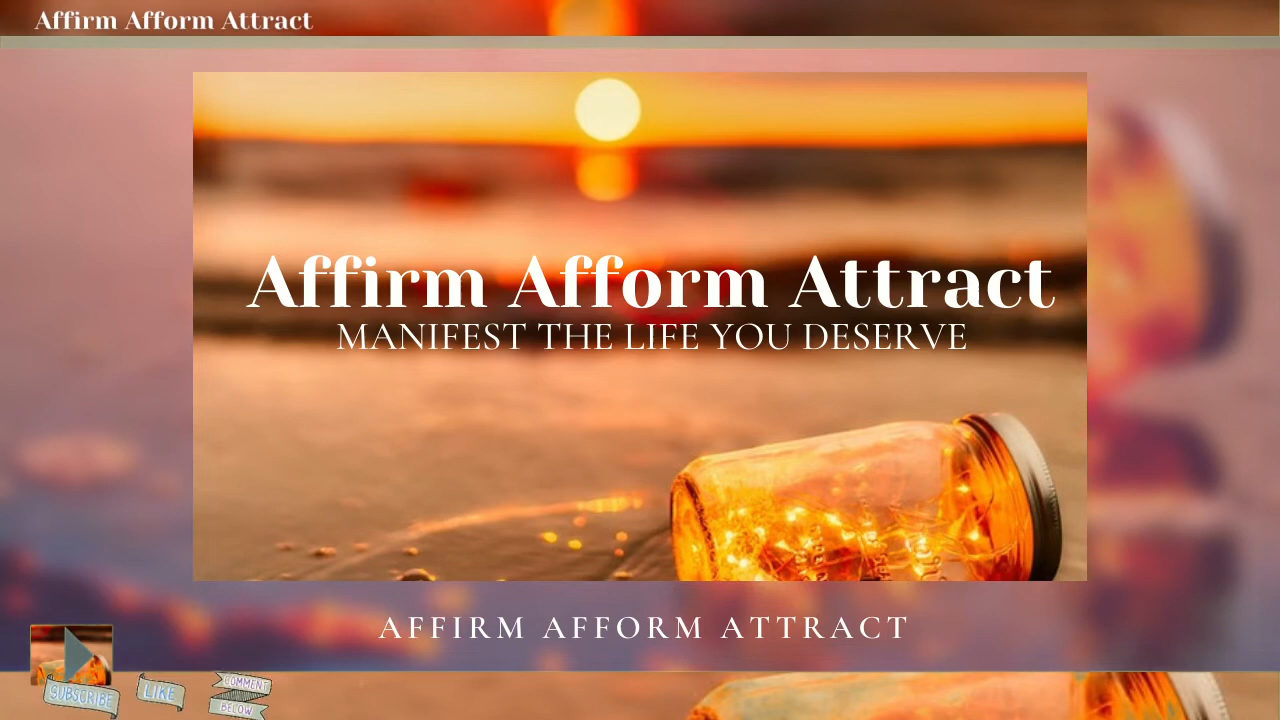 Affirm Afform Attract
Affirm Afform Attract
MANIFEST THE LIFE YOU DESERVE
AFFIRM AFFORM ATTRACT
SUBSCRIBE
LIKE
COMMENT
BELOW